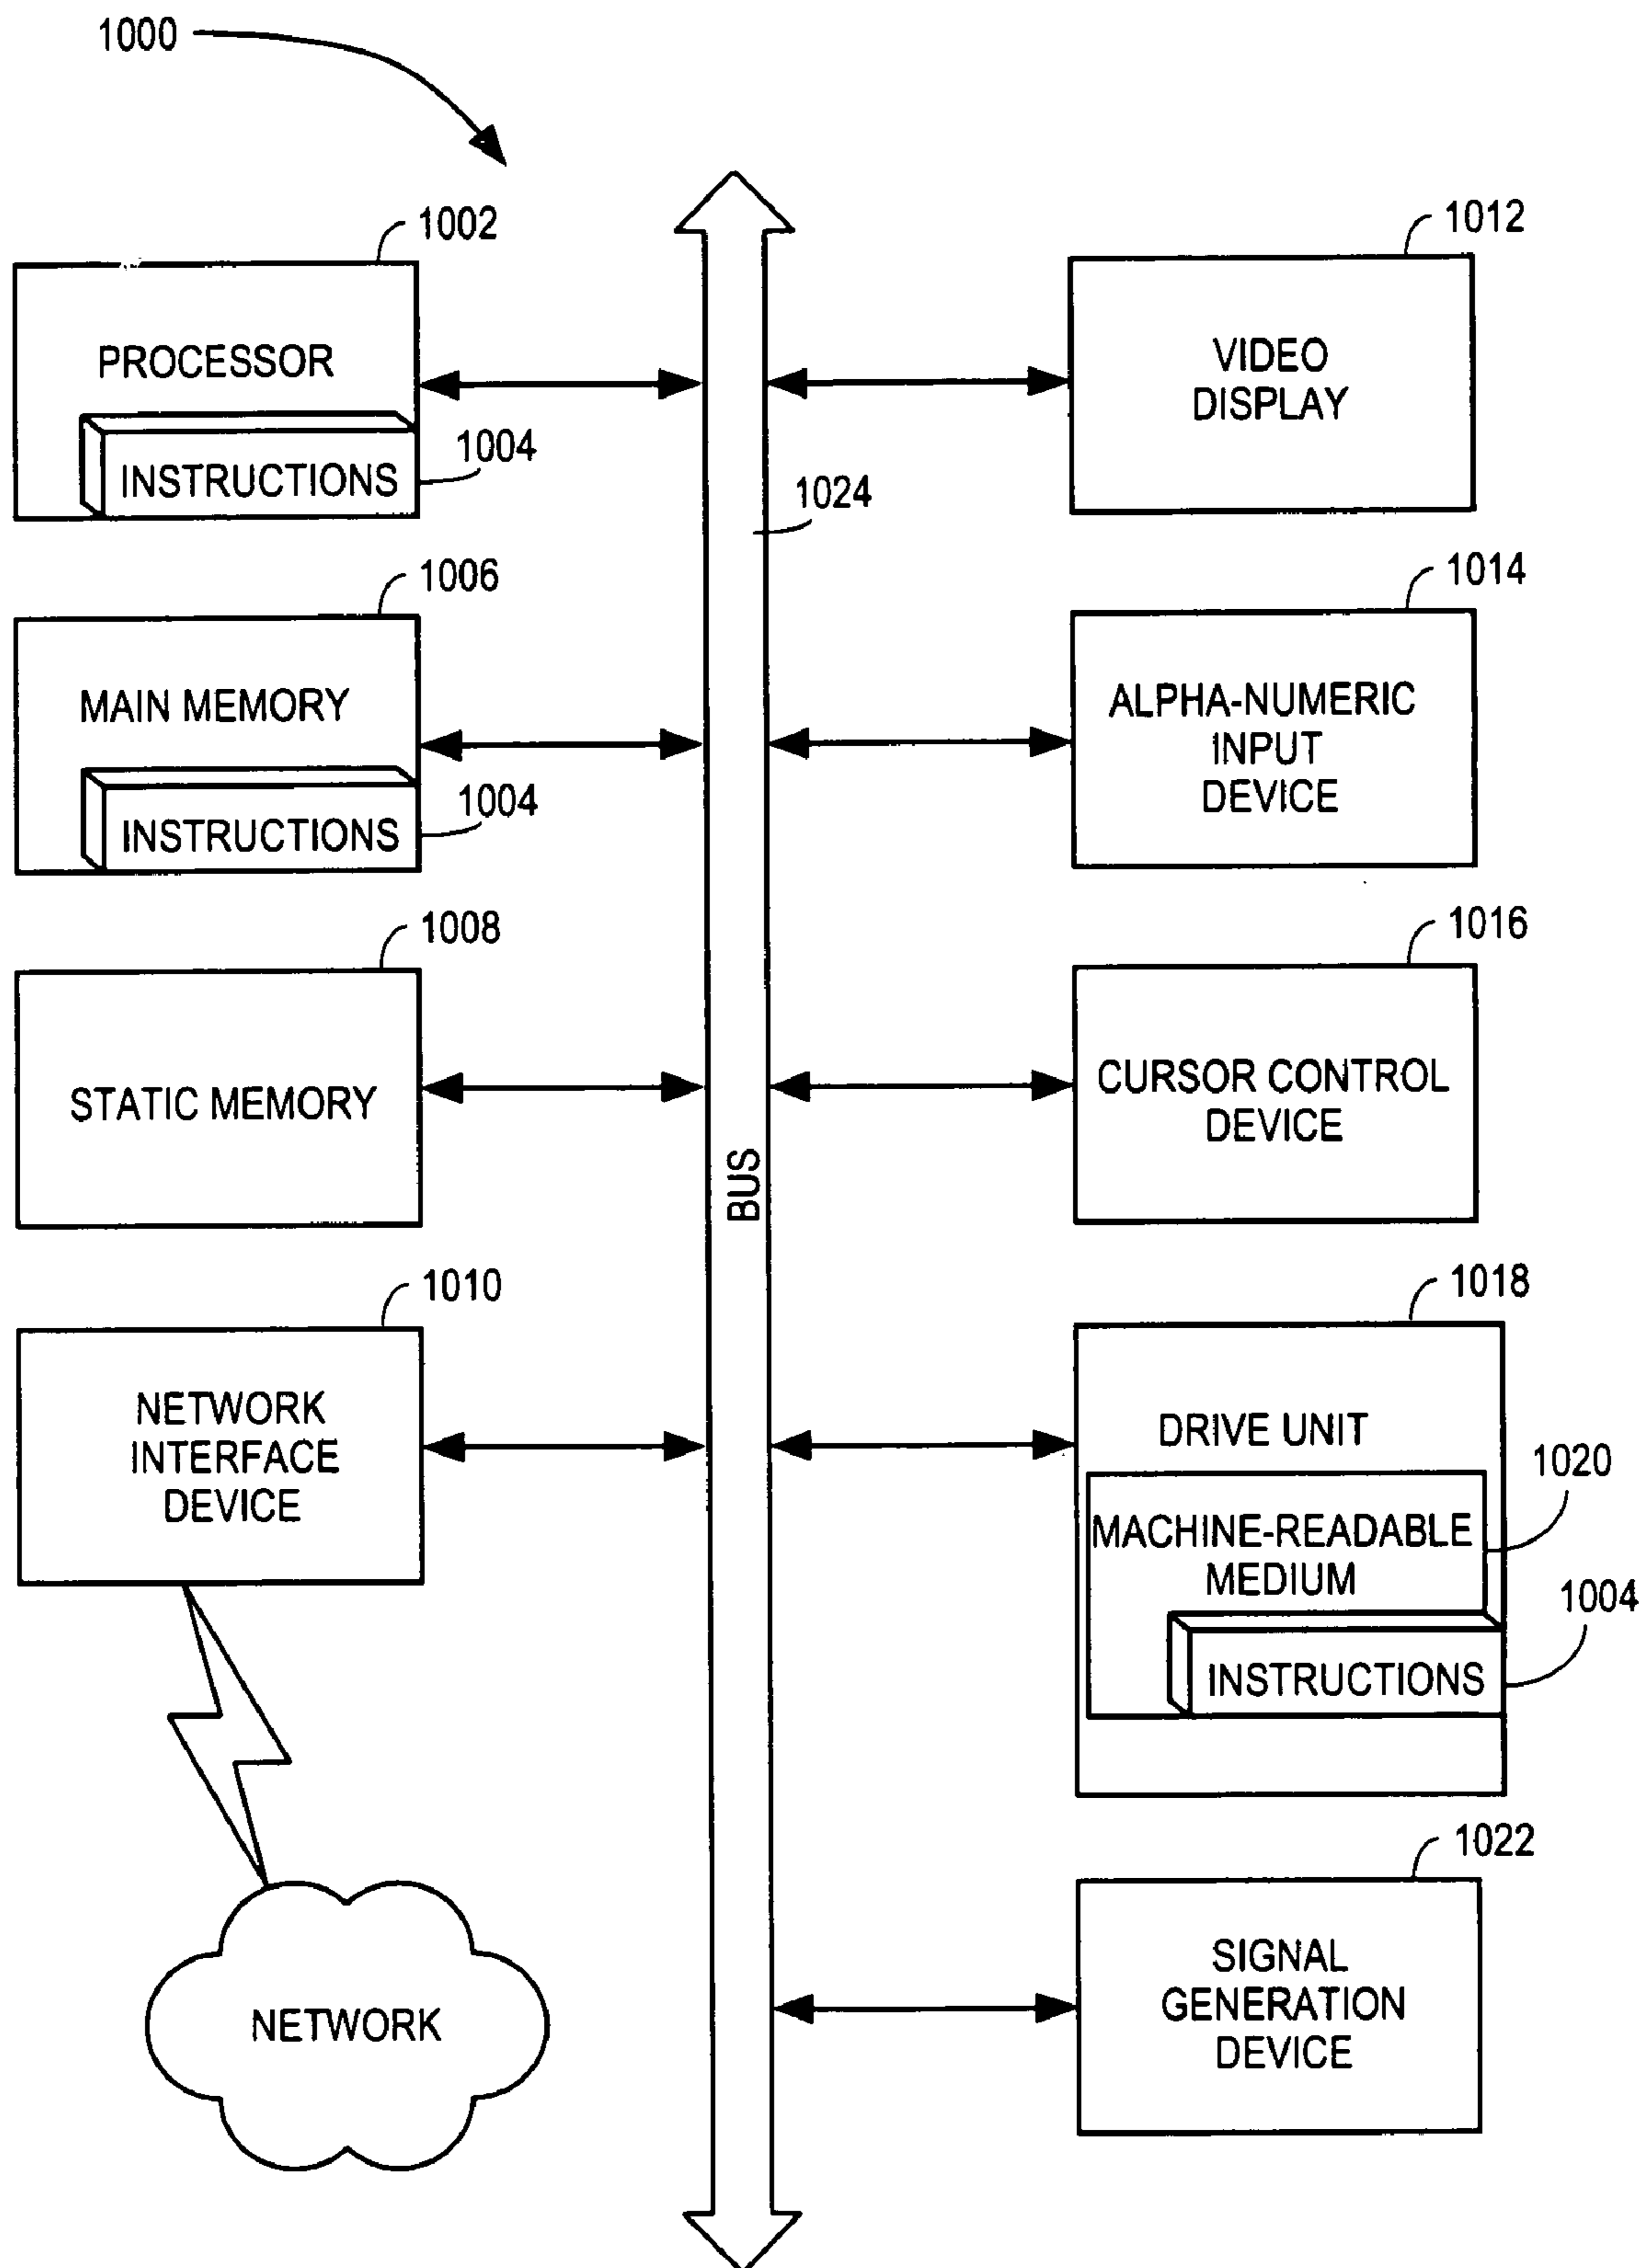 1000
1002
PROCESSOR
INSTRUCTIONS
1004
1006
MAIN MEMORY
INSTRUCTIONS
1004
1008
STATIC MEMORY
1010
NETWORK
INTERFACE
DEVICE
NETWORK
1024
BUS
1012
VIDEO
DISPLAY
1014
ALPHA-NUMERIC
INPUT
DEVICE
1016
CURSOR CONTROL
DEVICE
1018
DRIVE UNIT
1020
MACHINE-READABLE
MEDIUM
1004
INSTRUCTIONS
1022
SIGNAL
GENERATION
DEVICE